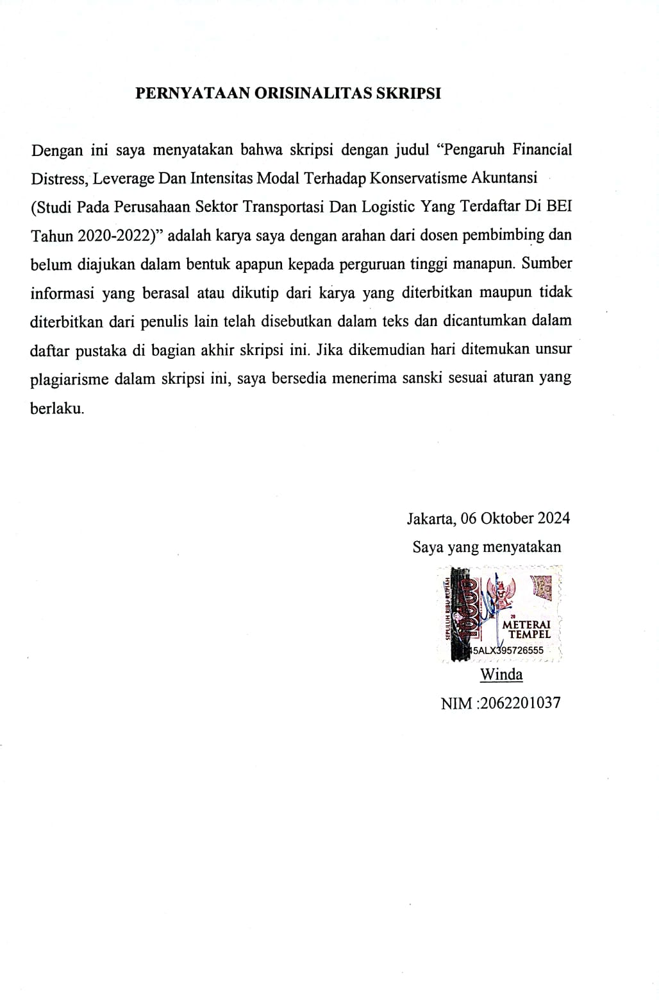 PERNYATAAN ORISINALITAS SKRIPSI
Dengan ini saya menyatakan bahwa skripsi dengan judul “Pengaruh Financial
Distress, Leverage Dan Intensitas Modal Terhadap Konservatisme Akuntansi
(Studi Pada Perusahaan Sektor Transportasi Dan Logistic Yang Terdaftar Di BEI
Tahun 2020-2022)” adalah karya saya dengan arahan dari dosen pembimbing dan
belum diajukan dalam bentuk apapun kepada perguruan tinggi manapun. Sumber
informasi yang berasal atau dikutip dari karya yang diterbitkan maupun tidak
diterbitkan dari penulis lain telah disebutkan dalam teks dan dicantumkan dalam
daftar pustaka di bagian akhir skripsi ini. Jika dikemudian hari ditemukan unsur
plagiarisme dalam skripsi ini, saya bersedia menerima sanski sesuai aturan yang
berlaku.
Jakarta, 06 Oktober 2024
Saya yang menyatakan
SEPULUH RIBU RUPIAH
10000
20
METERAI
TEMPEL
5ALX395726555
Winda
NIM :2062201037